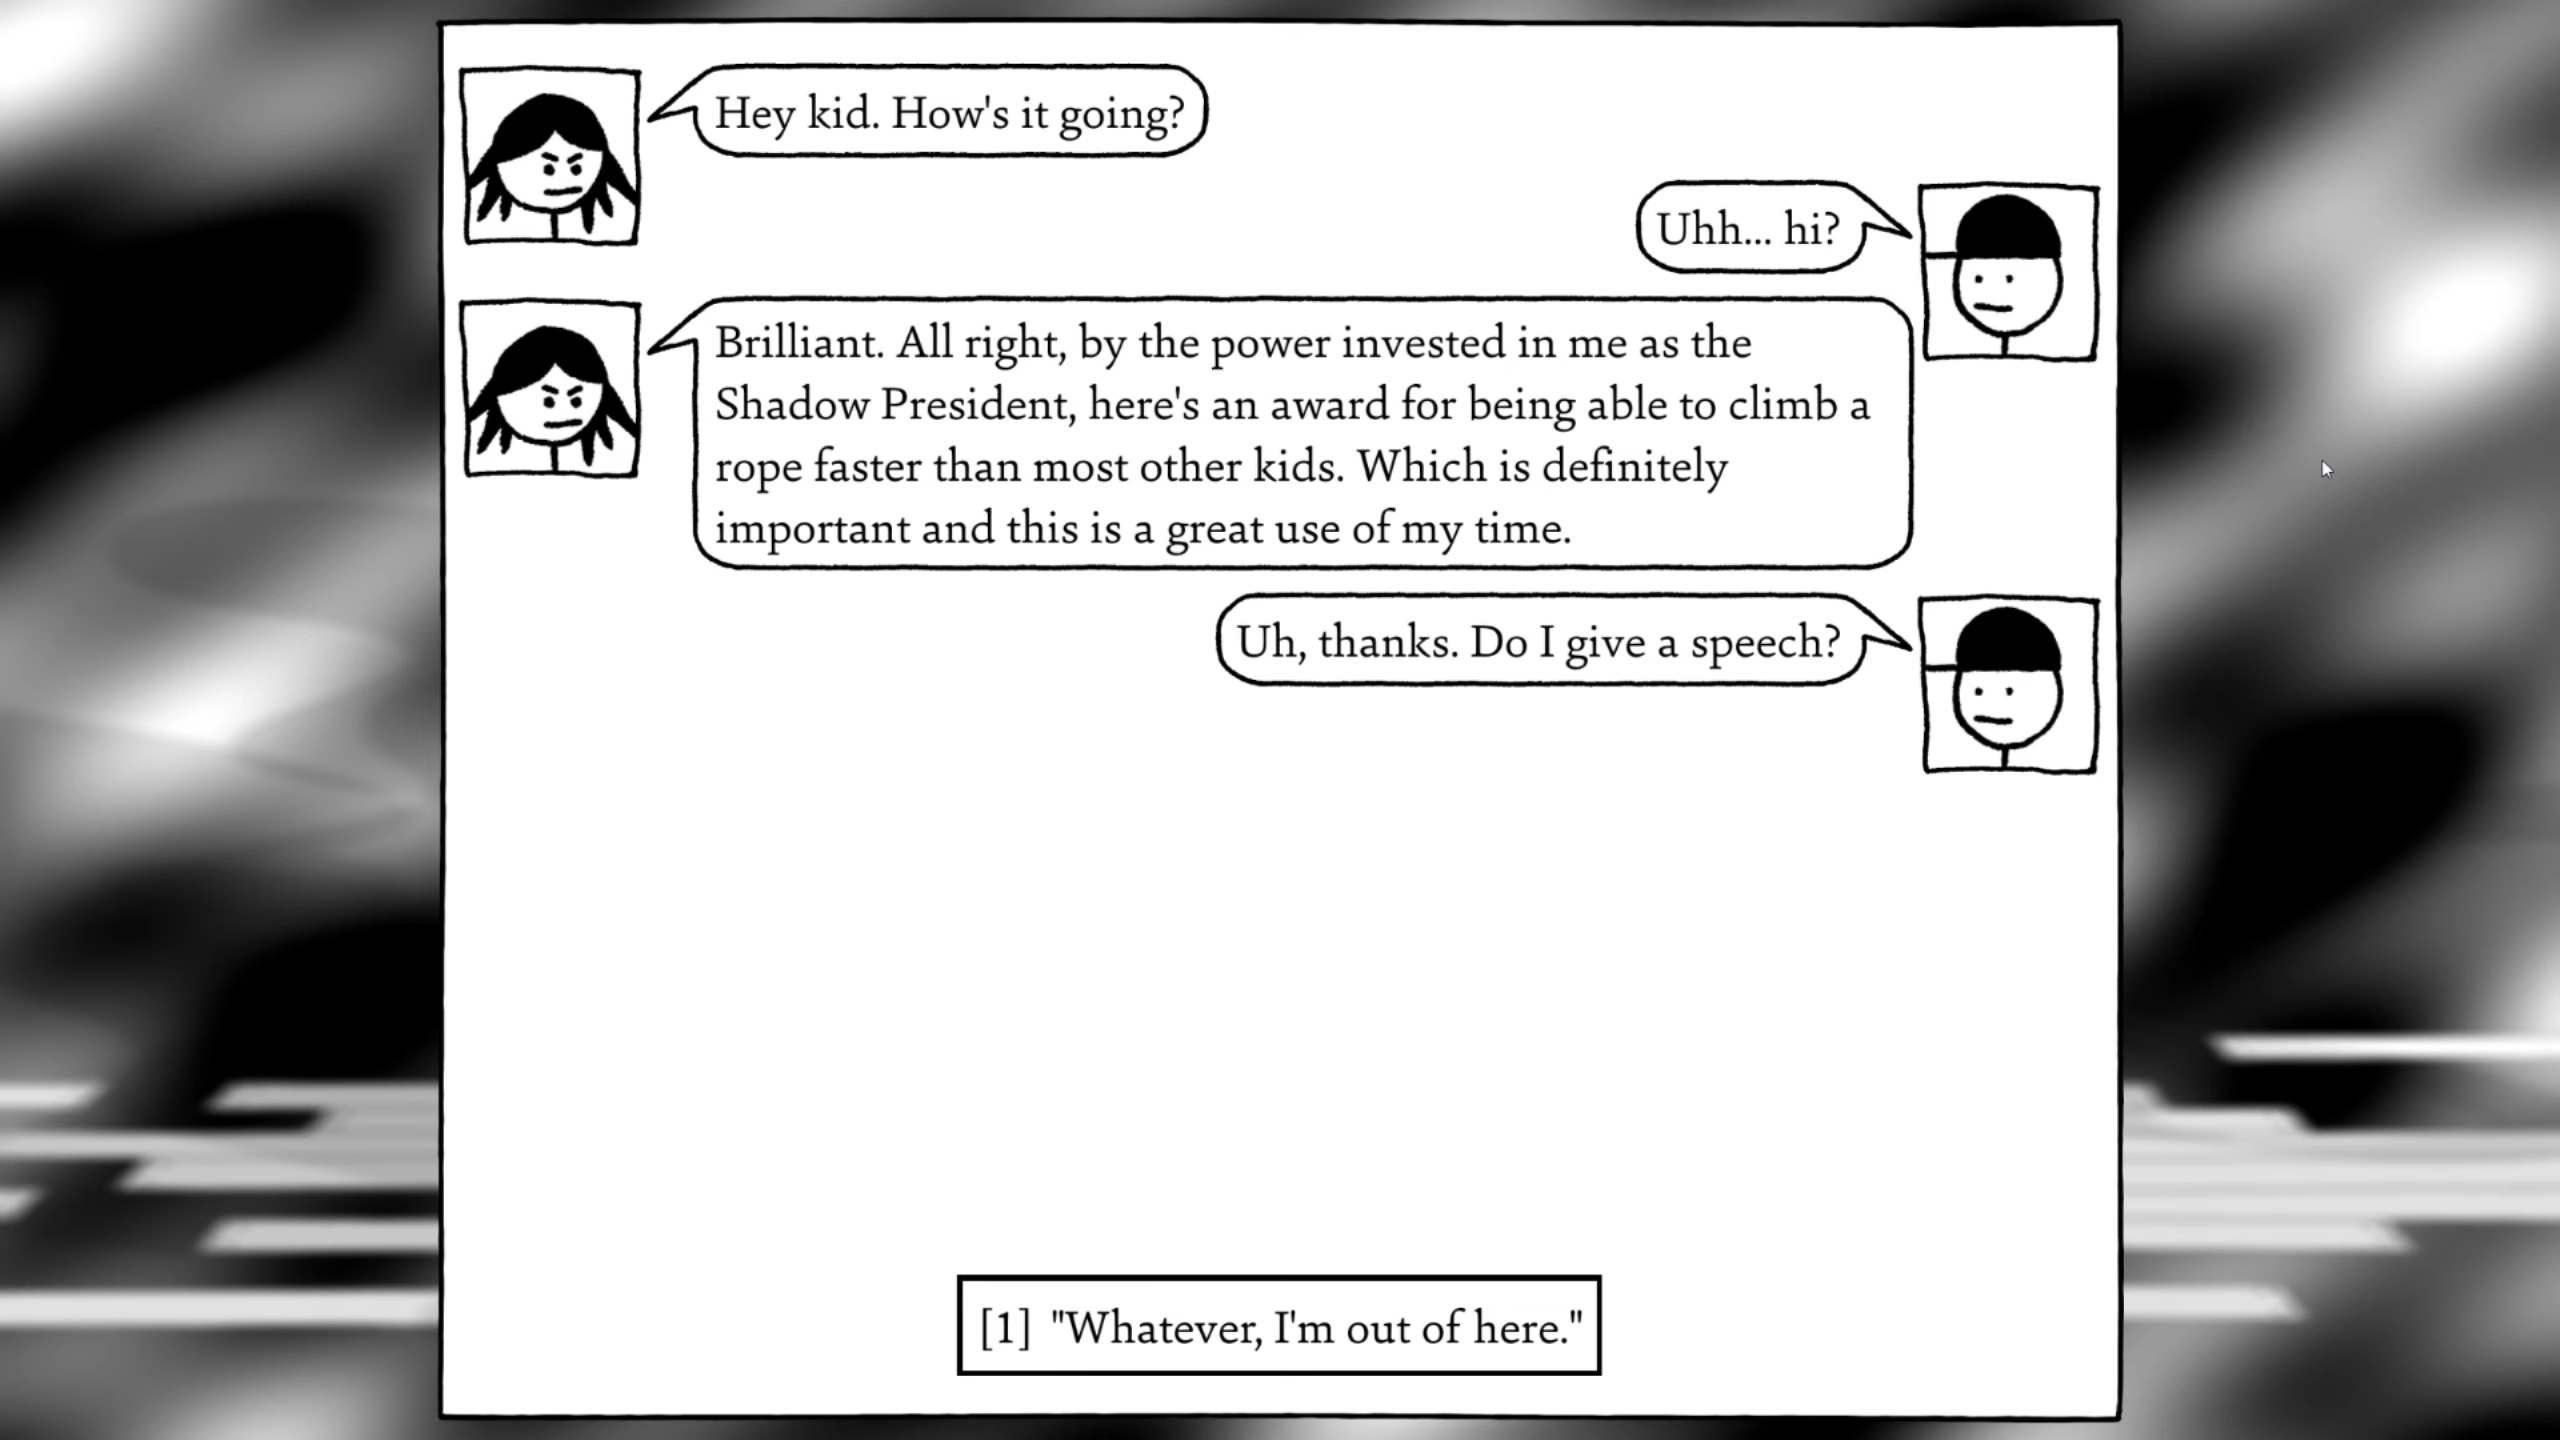 Hey kid. How's it going?
Uhh... hi?
Brilliant. All right, by the power invested in me as the
Shadow President, here's an award for being able to climb a
rope faster than most other kids. Which is definitely
important and this is a great use of my time.
Uh, thanks. Do I give a speech?
[1] "Whatever, I'm out of here."